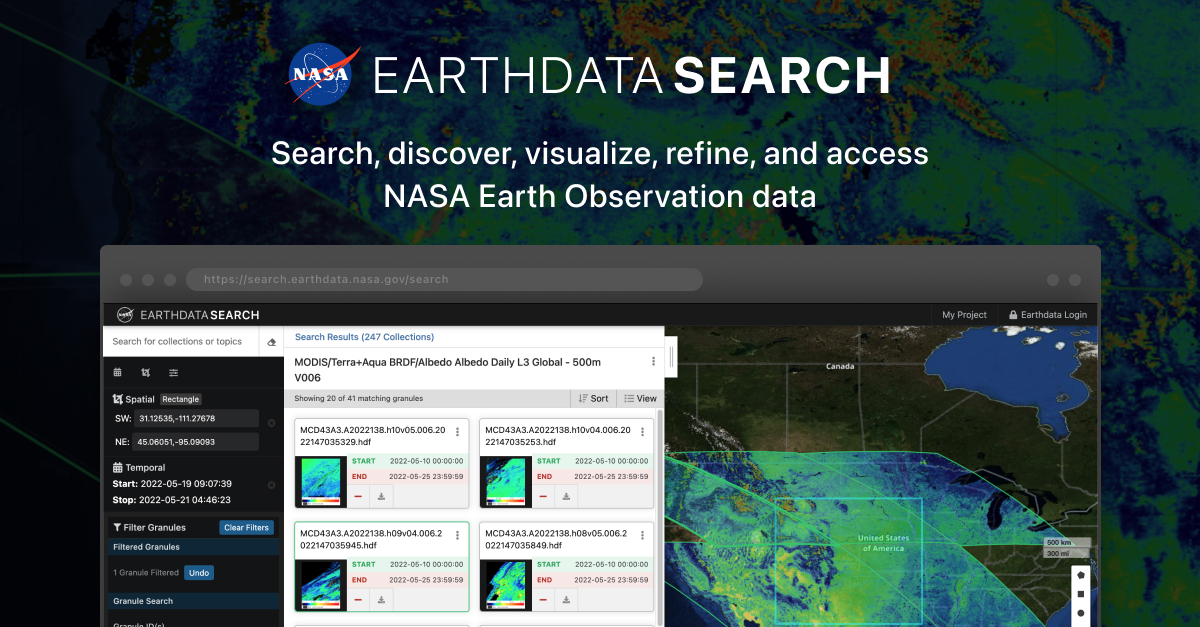 NASA EARTHDATA SEARCH
Search, discover, visualize, refine, and access
NASA Earth Observation data
https://search.earthdata.nasa.gov/search
EARTHDATA SEARCH
My Project
Earthdata Login
Search for collections or topics
Spatial Rectangle
SW: 31.12535,-111.27678
NE: 45.06051,-95.09093
Temporal
Start: 2022-05-19 09:07:39
Stop: 2022-05-21 04:46:23
Filter Granules Clear Filters
Filtered Granules
1 Granule Filtered Undo
Granule Search
Granule ID(s)
Search Results (247 Collections)
MODIS/Terra+Aqua BRDF/Albedo Albedo Daily L3 Global - 500m
V006
Showing 20 of 41 matching granules
Sort View
MCD43A3.A2022138.h10v05.006.20
22147035329.hdf
START 2022-05-10 00:00:00
END 2022-05-25 23:59:59
MCD43A3.A2022138.h10v04.006.20
22147035253.hdf
START 2022-05-10 00:00:00
END 2022-05-25 23:59:59
MCD43A3.A2022138.h09v04.006.2
022147035945.hdf
START 2022-05-10 00:00:00
END 2022-05-25 23:59:59
MCD43A3.A2022138.h08v05.006.2
022147035849.hdf
START 2022-05-10 00:00:00
END 2022-05-25 23:59:59
Canada
United States
of America
500 km
300 mi